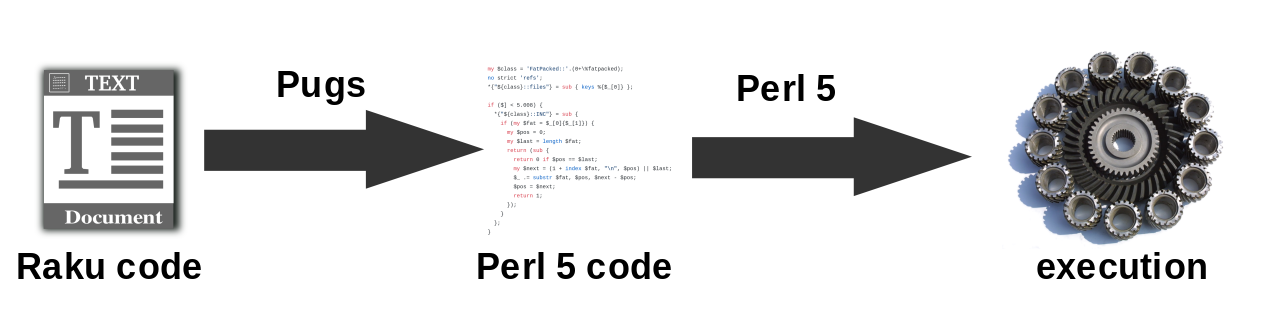 TEXT
T
Document
Raku code
Pugs
my $class = 'FatPacked::'.(0+\%fatpacked);
no strict 'refs';
*{"${class}::files"} = sub { keys %{$_[0]} };
if ($] < 5.008) {
*{"${class}::INC"} = sub {
if (my $fat = $_[0]{$_[1]}) {
my $pos = 0;
my $last = length $fat;
return (sub {
return 0 if $pos == $last;
my $next = (1 + index $fat, "\n", $pos) || $last;
$_ .= substr $fat, $pos, $next - $pos;
$pos = $next;
return 1;
});
}
};
}
Perl 5 code
Perl 5
execution